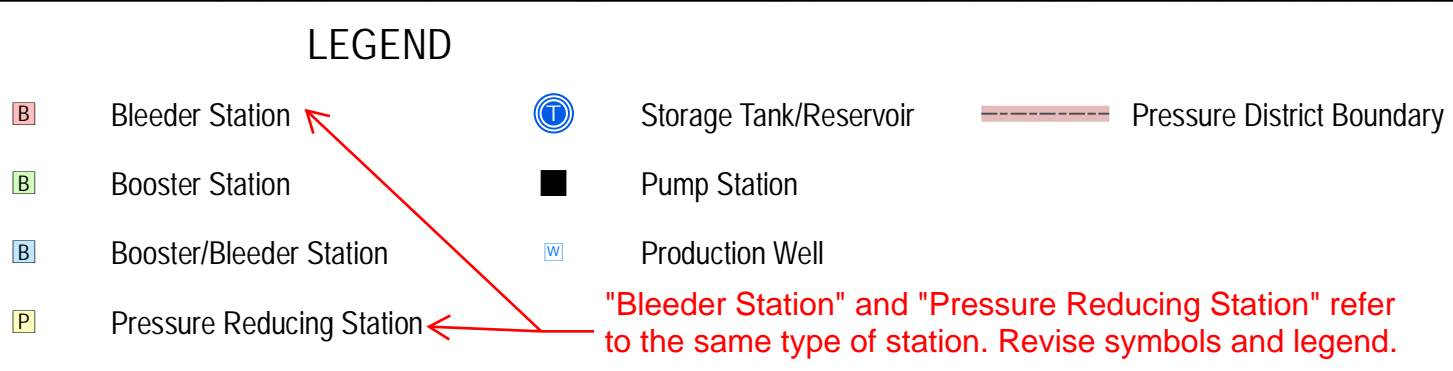 LEGEND
B Bleeder Station
T Storage Tank/Reservoir
Pressure District Boundary
B Booster Station
Pump Station
B Booster/Bleeder Station
W Production Well
P Pressure Reducing Station
"Bleeder Station" and "Pressure Reducing Station" refer
to the same type of station. Revise symbols and legend.